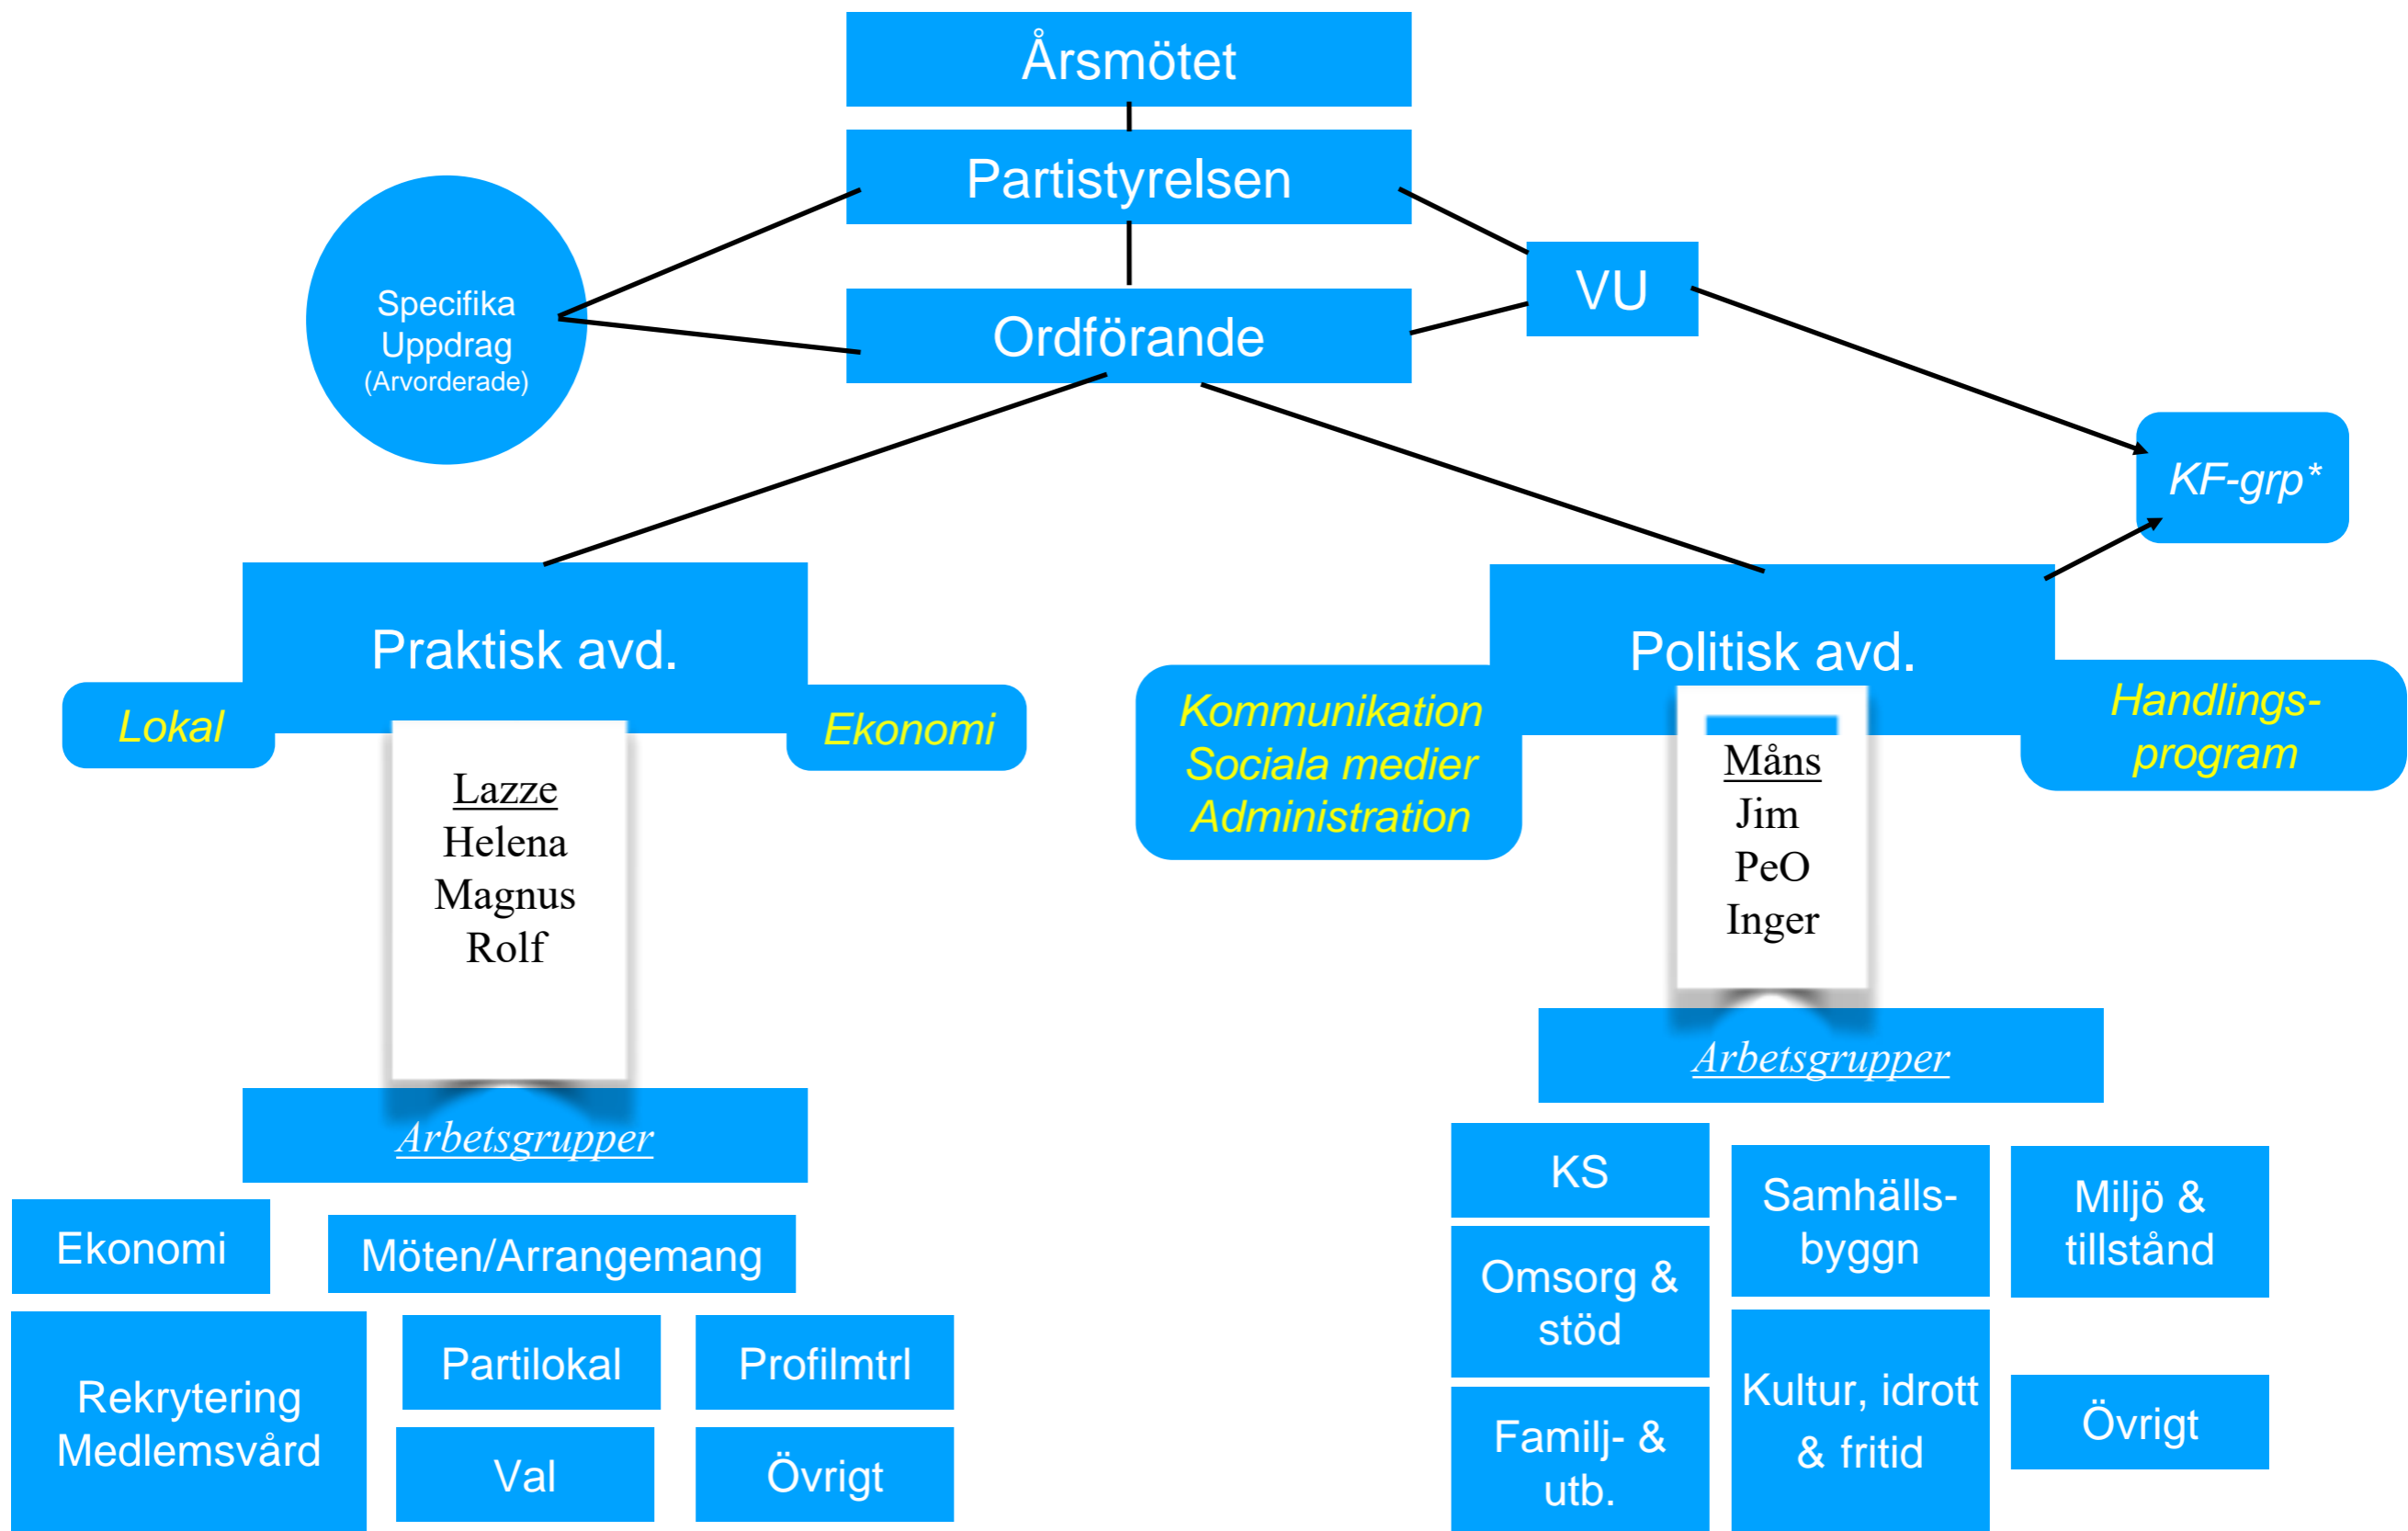 Årsmötet
Partistyrelsen
Specifika
Uppdrag
(Arvorderade)
Ordförande
VU
KF-grp*
Praktisk avd.
Lokal
Ekonomi
Lazze
Helena
Magnus
Rolf
Politisk avd.
Kommunikation
Sociala medier
Administration
Handlings-
program
Måns
Jim
PeO
Inger
Arbetsgrupper
Ekonomi
Möten/Arrangemang
Rekrytering
Medlemsvård
Partilokal
Profilmtrl
Val
Övrigt
Arbetsgrupper
KS
Omsorg &
stöd
Familj- &
utb.
Samhälls-
byggn
Kultur, idrott
& fritid
Miljö &
tillstånd
Övrigt